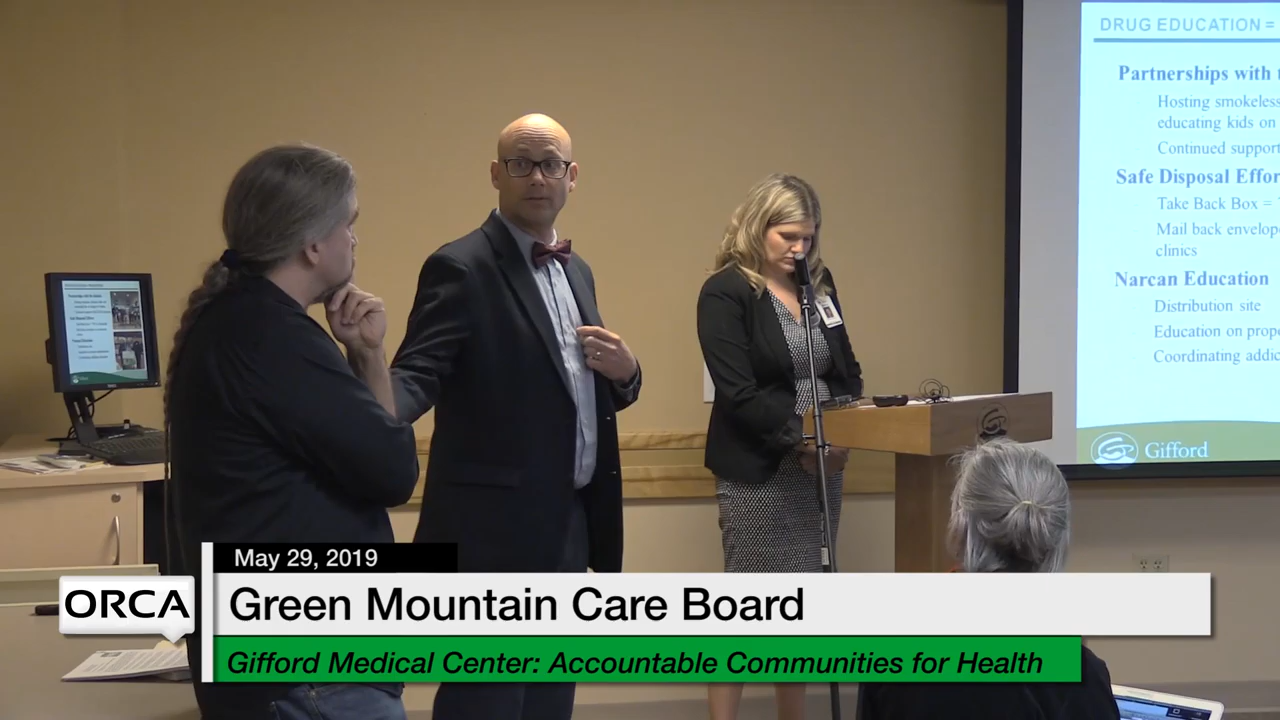 DRUG EDUCATION =
Partnerships with
Hosting smokeless
educating kids on
Continued support
Safe Disposal Effor
Take Back Box =
Mail back envelope
clinics
Narcan Education
Distribution site
Education on prop
Coordinating addic
Gifford
May 29, 2019
ORCA
Green Mountain Care Board
Gifford Medical Center: Accountable Communities for Health